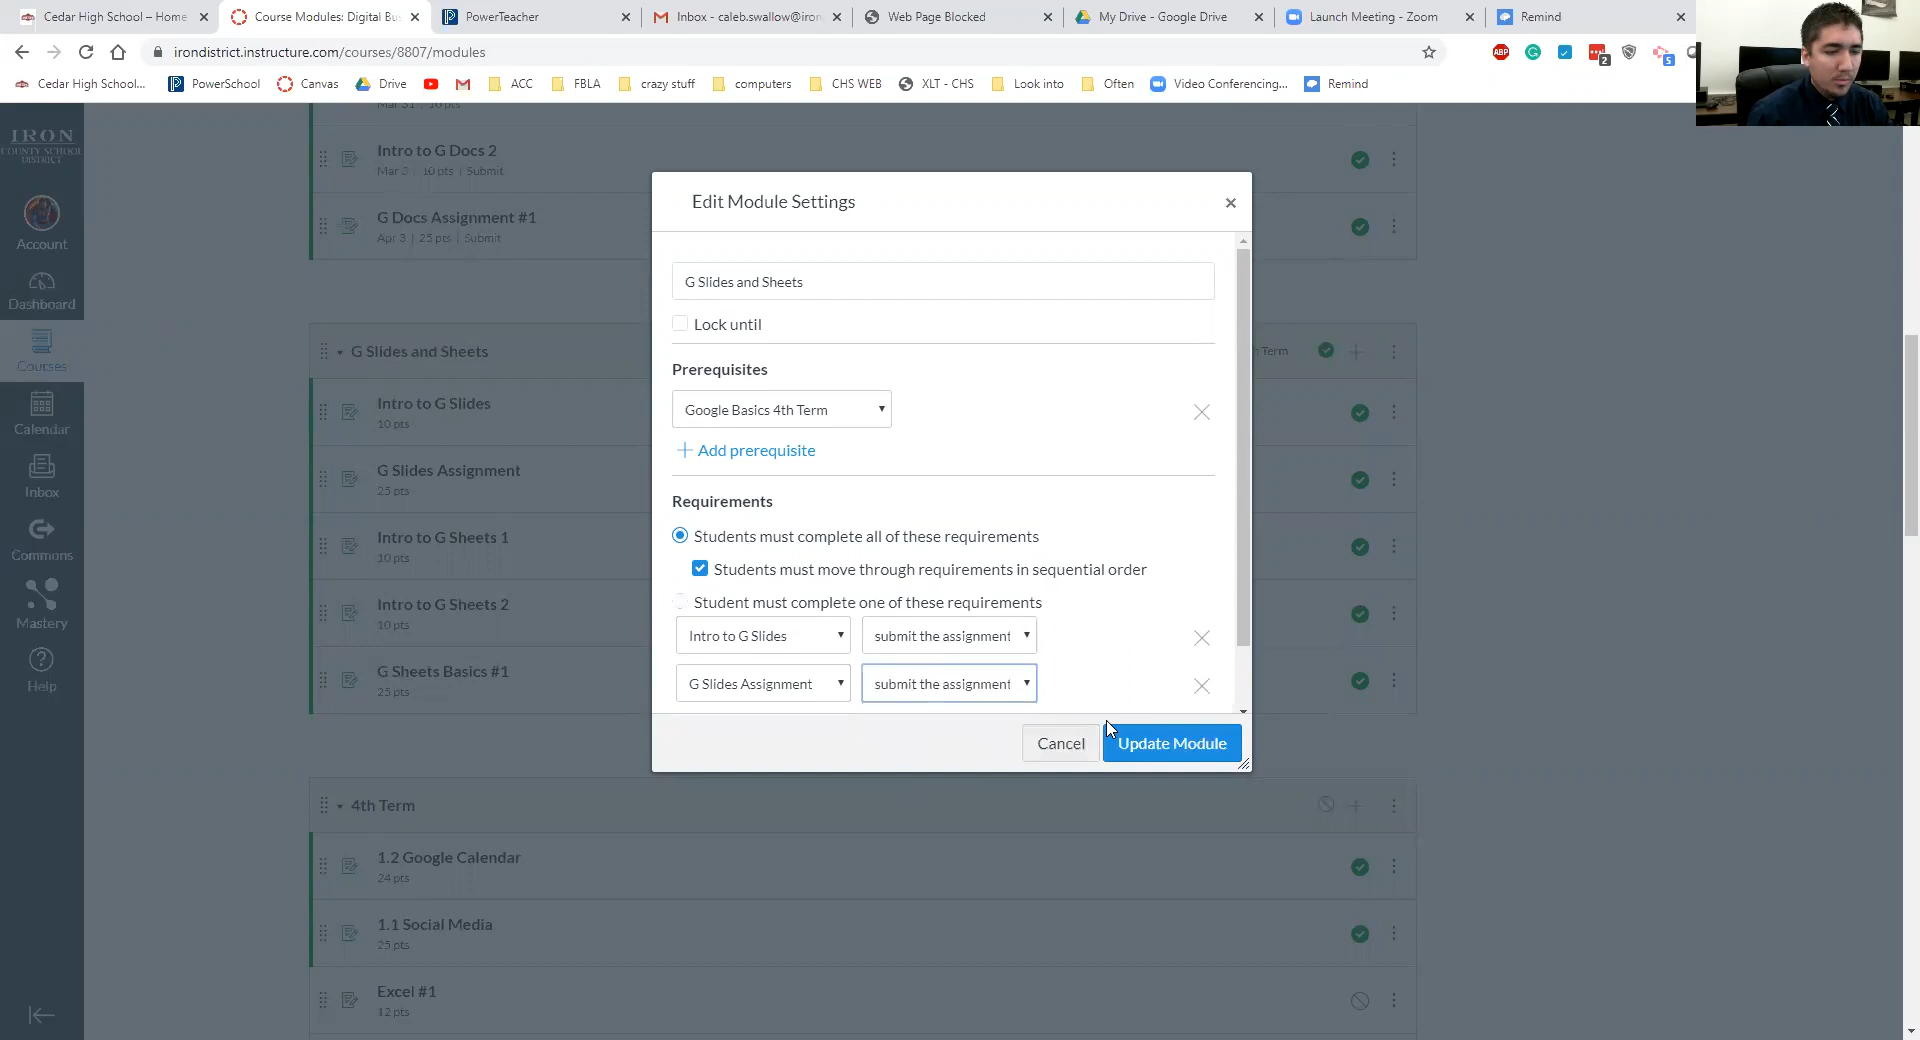 Cedar High School – Home
Course Modules: Digital Bu
PowerTeacher
Inbox - caleb.swallow@iron
Web Page Blocked
My Drive - Google Drive
Launch Meeting - Zoom
Remind
irondistrict.instructure.com/courses/8807/modules
ABP
2
5
Cedar High School...
PowerSchool
Canvas
Drive
ACC
FBLA
crazy stuff
computers
CHS WEB
XLT - CHS
Look into
Often
Video Conferencing...
Remind
IRON
COUNTY SCHOOL
DISTRICT
Account
Dashboard
Courses
Calendar
Inbox
Commons
Mastery
Help
Mar 31 | 10 pts
Intro to G Docs 2
Mar 3 | 10 pts | Submit
G Docs Assignment #1
Apr 3 | 25 pts | Submit
G Slides and Sheets
Term
Intro to G Slides
10 pts
G Slides Assignment
25 pts
Intro to G Sheets 1
10 pts
Intro to G Sheets 2
10 pts
G Sheets Basics #1
25 pts
4th Term
1.2 Google Calendar
24 pts
1.1 Social Media
25 pts
Excel #1
12 pts
Edit Module Settings
G Slides and Sheets
Lock until
Prerequisites
Google Basics 4th Term
Add prerequisite
Requirements
Students must complete all of these requirements
Students must move through requirements in sequential order
Student must complete one of these requirements
Intro to G Slides submit the assignment
G Slides Assignment submit the assignment
Cancel Update Module